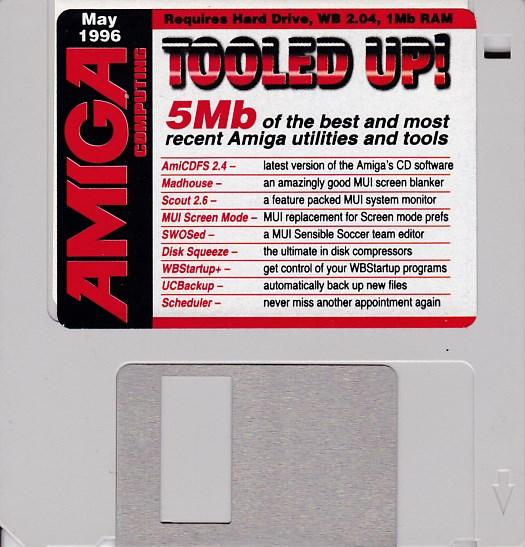 May
1996
AMIGA
COMPUTING
Requires Hard Drive, WB 2.04, 1Mb RAM
TOOLED UP!
5Mb of the best and most
recent Amiga utilities and tools
AmiCDFS 2.4 – latest version of the Amiga's CD software
Madhouse – an amazingly good MUI screen blanker
Scout 2.6 – a feature packed MUI system monitor
MUI Screen Mode – MUI replacement for Screen mode prefs
SWOSed – a MUI Sensible Soccer team editor
Disk Squeeze – the ultimate in disk compressors
WBStartup+ – get control of your WBStartup programs
UCBackup – automatically back up new files
Scheduler – never miss another appointment again